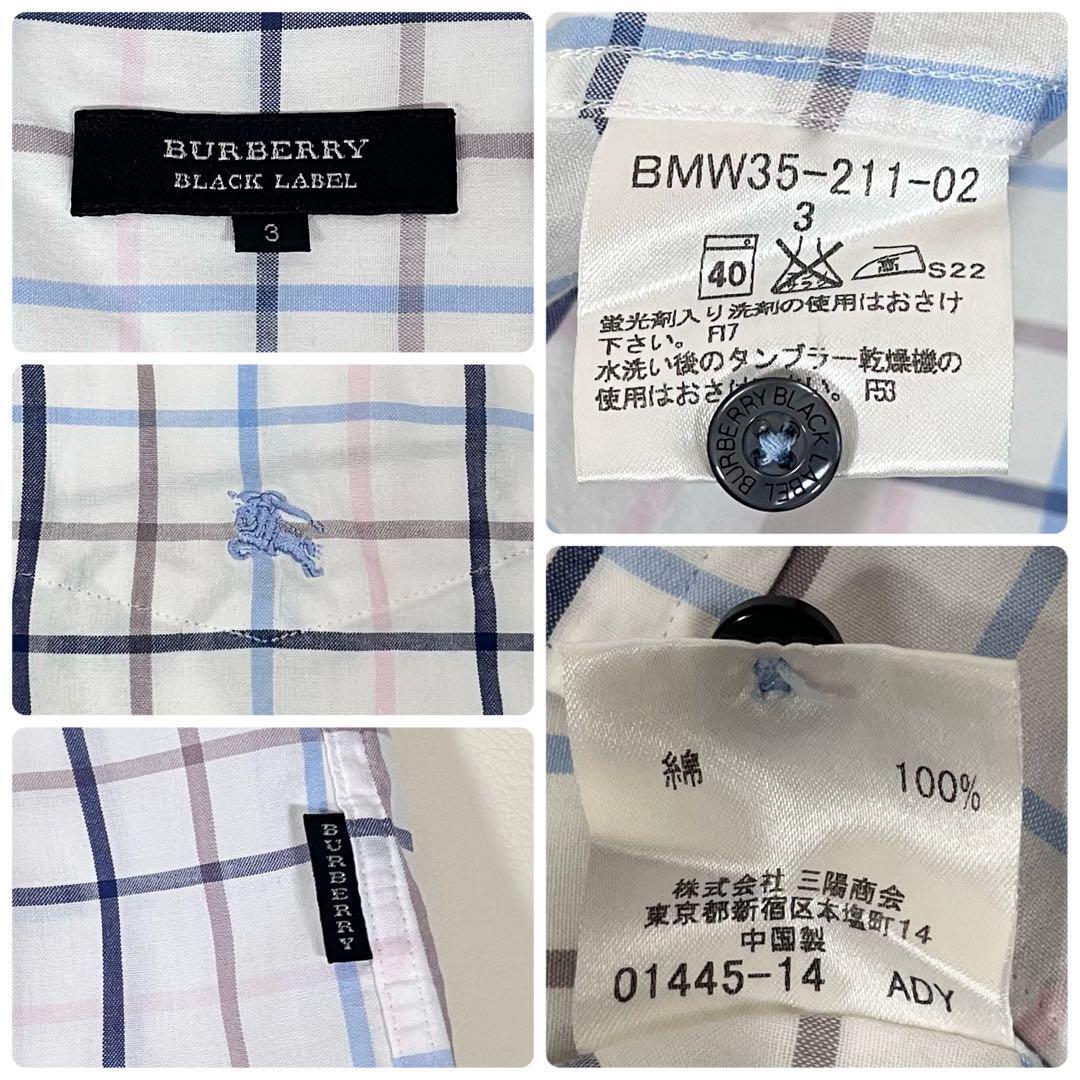 BURBERRY
BLACK LABEL
3
BURBERRY
BMW35-211-02
3
40
高
S22
蛍光剤入り洗剤の使用はおさけ
下さい。 F17
水洗い後のタンブラー乾燥機の
使用はおさけ い。 F53
BURBERRY BLACK LABEL
綿 100%
株式会社 三陽商会
東京都新宿区本塩町14
中国製
01445-14 ADY